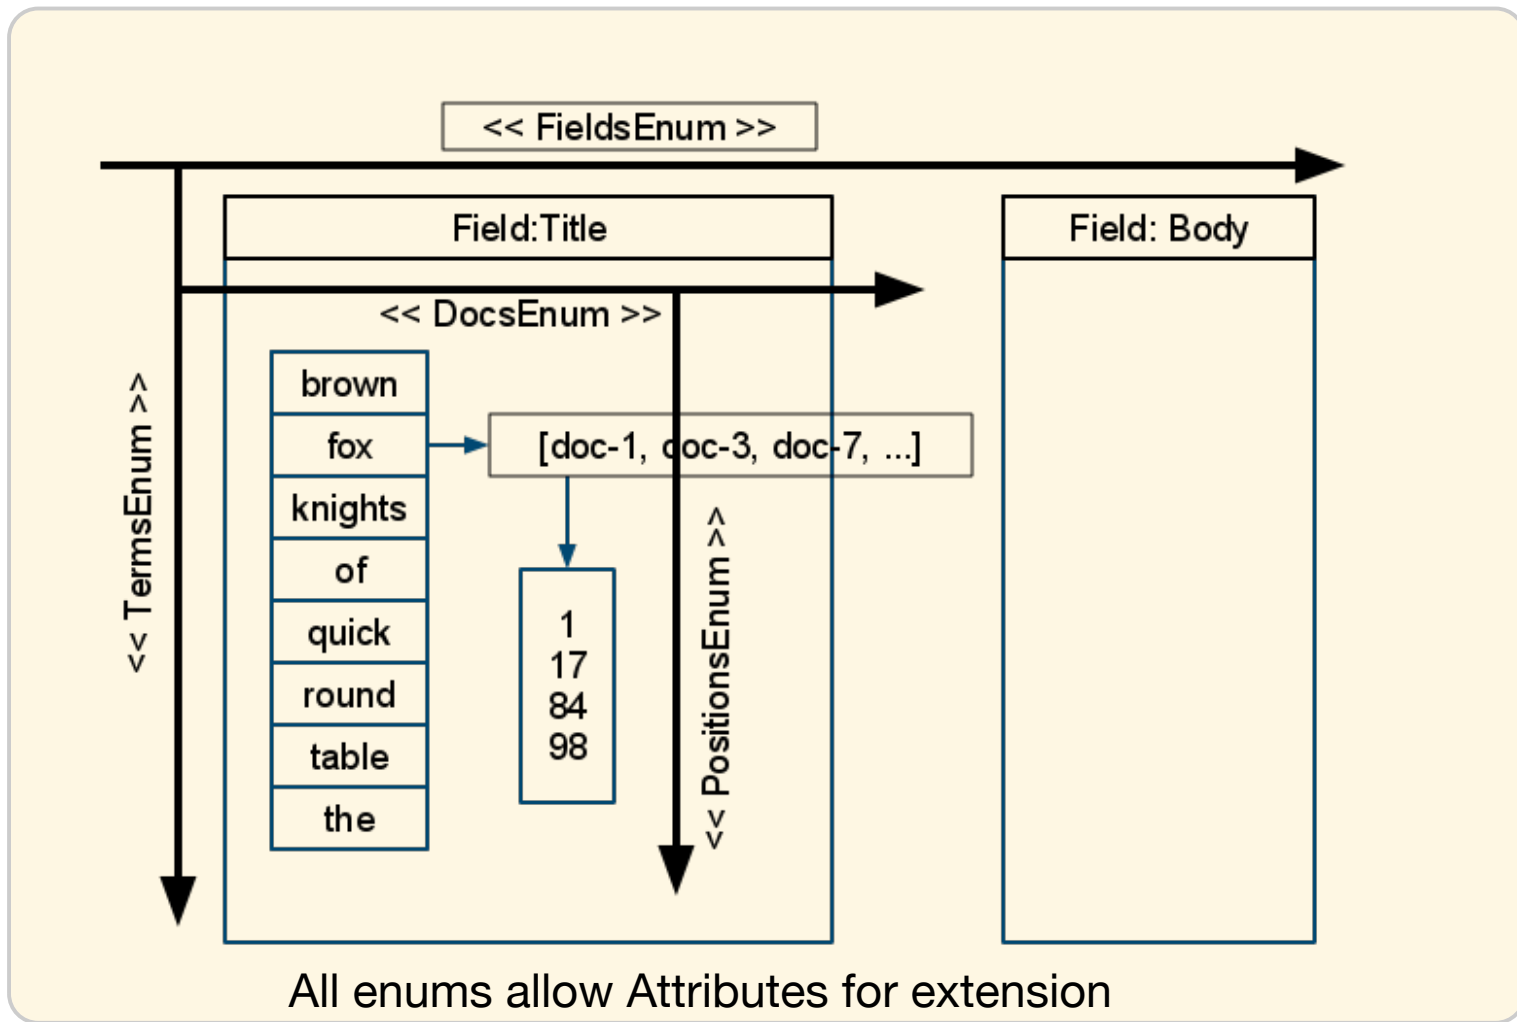 << FieldsEnum >>
Field:Title
Field: Body
<< DocsEnum >>
<< TermsEnum >>
brown
fox
[doc-1, doc-3, doc-7, ...]
knights
of
quick
round
table
the
1
17
84
98
<< PositionsEnum >>
All enums allow Attributes for extension